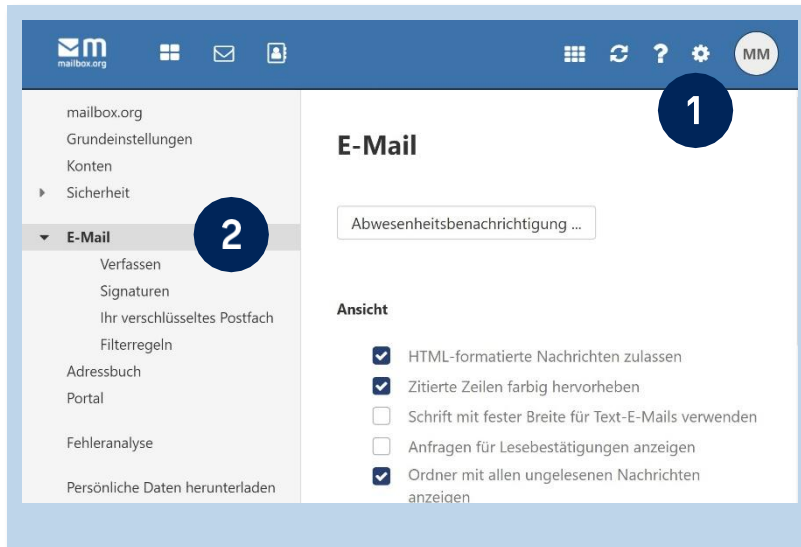 mailbox.org
MM
1
mailbox.org
Grundeinstellungen
Konten
Sicherheit
E-Mail
2
Verfassen
Signaturen
Ihr verschlüsseltes Postfach
Filterregeln
Adressbuch
Portal
Fehleranalyse
Persönliche Daten herunterladen
E-Mail
Abwesenheitsbenachrichtigung ...
Ansicht
HTML-formatierte Nachrichten zulassen
Zitierte Zeilen farbig hervorheben
Schrift mit fester Breite für Text-E-Mails verwenden
Anfragen für Lesebestätigungen anzeigen
Ordner mit allen ungelesenen Nachrichten
anzeigen